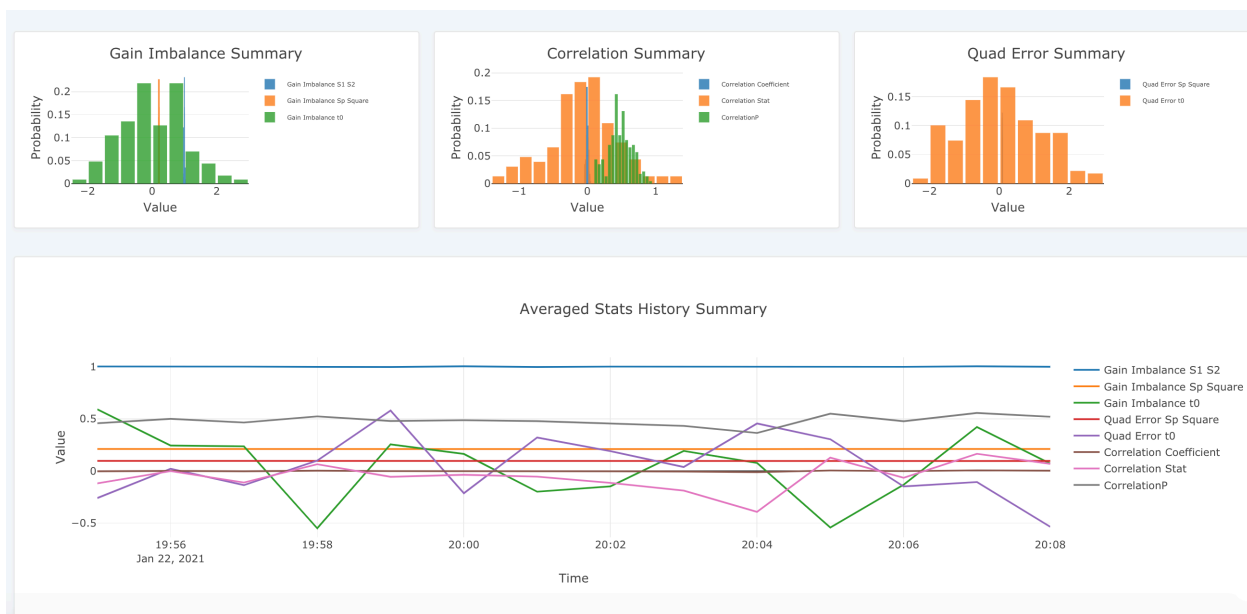 Gain Imbalance Summary
Probability
0.2
0.15
0.1
0.05
0
−2
0
2
Value
Gain Imbalance S1 S2
Gain Imbalance Sp Square
Gain Imbalance t0
Correlation Summary
Probability
0.2
0.15
0.1
0.05
0
−1
0
1
Value
Correlation Coefficient
Correlation Stat
CorrelationP
Quad Error Summary
Probability
0.15
0.1
0.05
0
−2
0
2
Value
Quad Error Sp Square
Quad Error t0
Averaged Stats History Summary
Value
1
0.5
0
−0.5
19:56
Jan 22, 2021
19:58
20:00
20:02
20:04
20:06
20:08
Time
Gain Imbalance S1 S2
Gain Imbalance Sp Square
Gain Imbalance t0
Quad Error Sp Square
Quad Error t0
Correlation Coefficient
Correlation Stat
CorrelationP